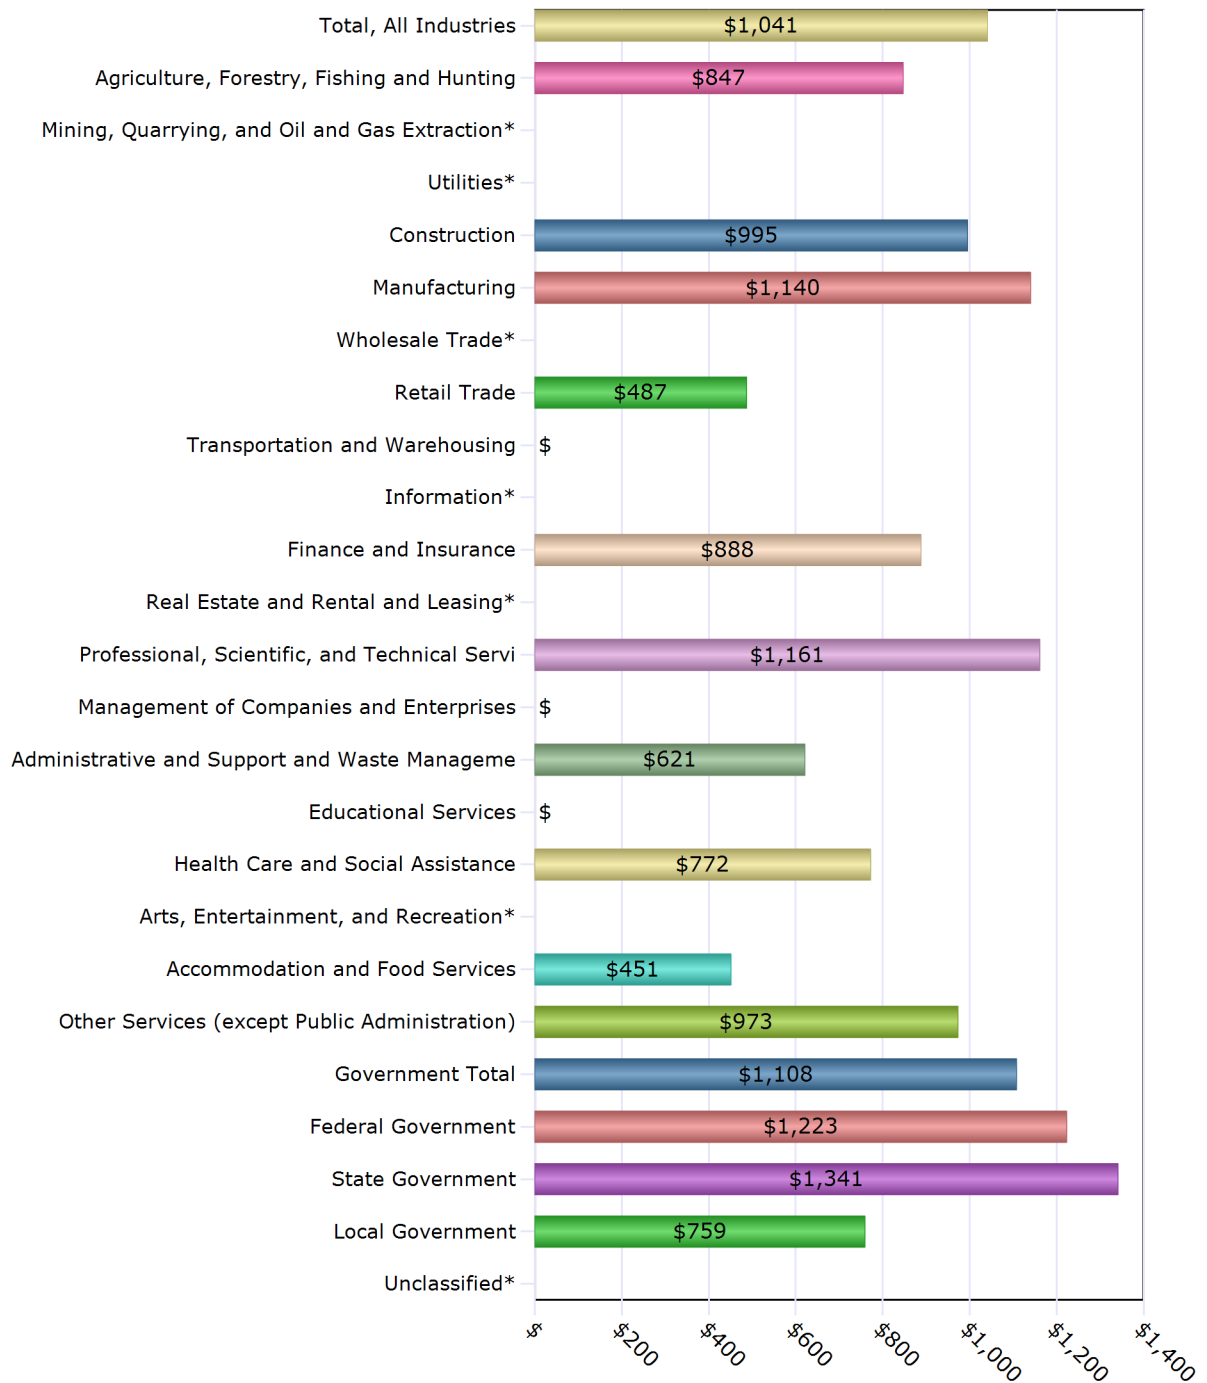 Total, All Industries $1,041
Agriculture, Forestry, Fishing and Hunting $847
Mining, Quarrying, and Oil and Gas Extraction*
Utilities*
Construction $995
Manufacturing $1,140
Wholesale Trade*
Retail Trade $487
Transportation and Warehousing $
Information*
Finance and Insurance $888
Real Estate and Rental and Leasing*
Professional, Scientific, and Technical Servi $1,161
Management of Companies and Enterprises $
Administrative and Support and Waste Manageme $621
Educational Services $
Health Care and Social Assistance $772
Arts, Entertainment, and Recreation*
Accommodation and Food Services $451
Other Services (except Public Administration) $973
Government Total $1,108
Federal Government $1,223
State Government $1,341
Local Government $759
Unclassified*
$ $200 $400 $600 $800 $1,000 $1,200 $1,400